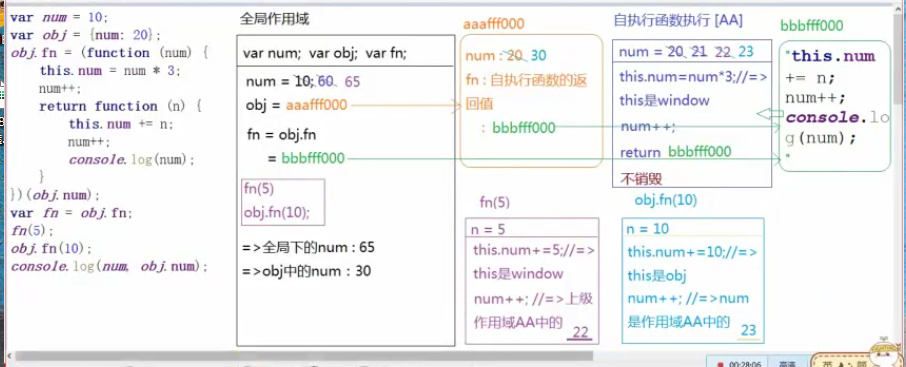 var num = 10;
var obj = {num: 20};
obj.fn = (function (num) {
this.num = num * 3;
num++;
return function (n) {
this.num += n;
num++;
console.log(num);
}
})(obj.num);
var fn = obj.fn;
fn(5);
obj.fn(10);
console.log(num, obj.num);
全局作用域
var num; var obj; var fn;
num = 10; 60 65
obj = aaafff000
fn = obj.fn
= bbbfff000
fn(5)
obj.fn(10);
=>全局下的num : 65
=>obj中的num : 30
aaafff000
num : 20 30
fn : 自执行函数的返
回值
: bbbfff000
自执行函数执行 [AA]
num = 20 21 22 23
this.num=num*3;//=>
this是window
num++;
return bbbfff000
不销毁
bbbfff000
"this.num
+= n;
num++;
console.lo
g(num);
"
fn(5)
n = 5
this.num+=5;//=>
this是window
num++; //=>上级
作用域AA中的
22
obj.fn(10)
n = 10
this.num+=10;//=>
this是obj
num++; //=>num
是作用域AA中的
23
00:28:06
高清
英